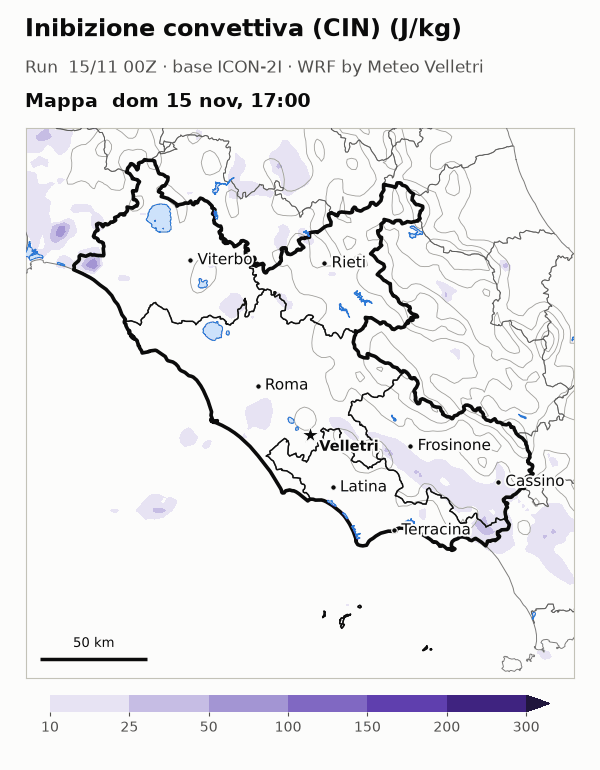 Inibizione convettiva (CIN) (J/kg)
Run 15/11 00Z · base ICON-2I · WRF by Meteo Velletri
Mappa dom 15 nov, 17:00
Viterbo
Rieti
Roma
Velletri
Frosinone
Cassino
Latina
Terracina
50 km
10 25 50 100 150 200 300